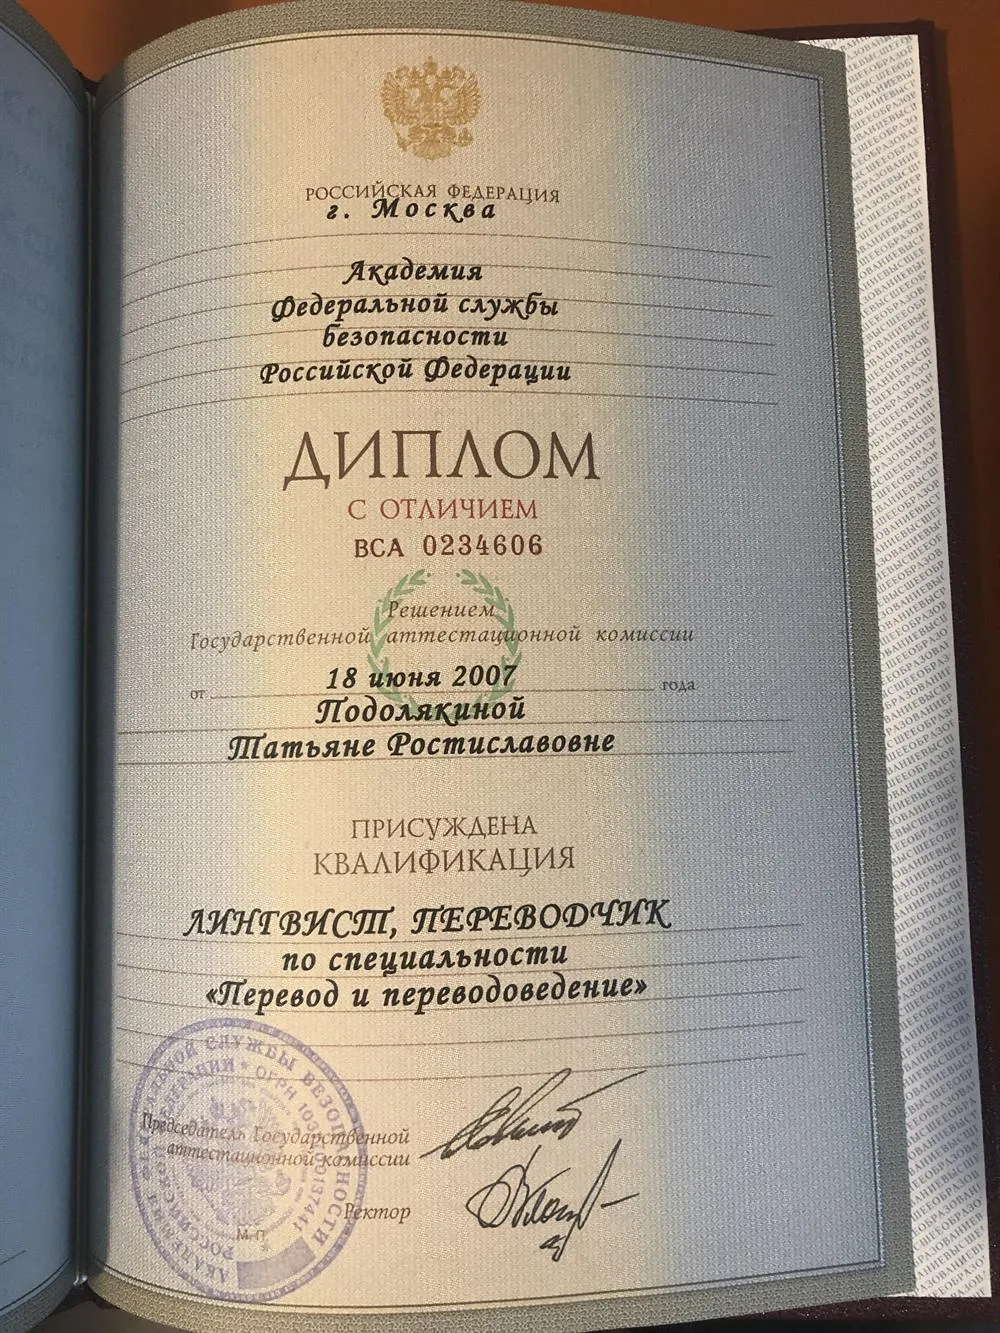 РОССИЙСКАЯ ФЕДЕРАЦИЯ
г. Москва
Академия
Федеральной службы
безопасности
Российской Федерации
ДИПЛОМ
С ОТЛИЧИЕМ
ВСА 0234606
Решением
Государственной аттестационной комиссии
от 18 июня 2007 года
Подолякиной
Татьяне Ростиславовне
ПРИСУЖДЕНА
КВАЛИФИКАЦИЯ
ЛИНГВИСТ, ПЕРЕВОДЧИК
по специальности
«Перевод и переводоведение»
Председатель Государственной
аттестационной комиссии
Ректор
М.П.